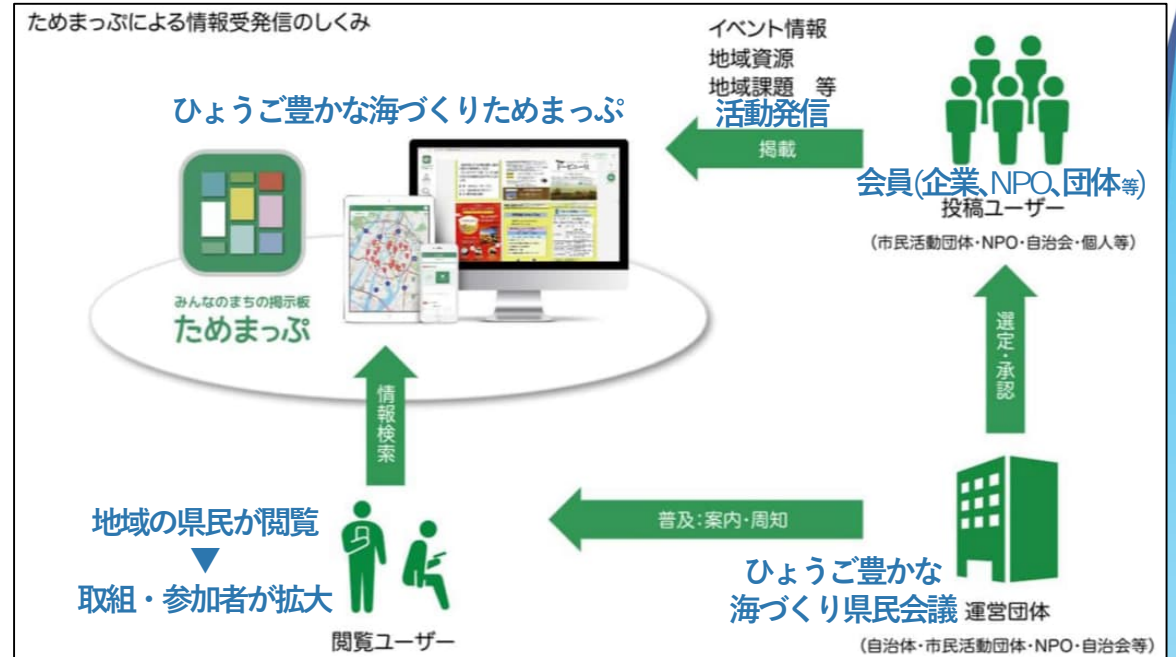 ためまっぷによる情報受発信のしくみ
イベント情報
地域資源
地域課題 等
活動発信
掲載
ひょうご豊かな海づくりためまっぷ
みんなのまちの掲示板
ためまっぷ
会員(企業、NPO、団体等)
投稿ユーザー
(市民活動団体・NPO・自治会・個人等)
選定・承認
情報検索
地域の県民が閲覧
▼
取組・参加者が拡大
閲覧ユーザー
普及:案内・周知
ひょうご豊かな
海づくり県民会議
運営団体
(自治体・市民活動団体・NPO・自治会等)